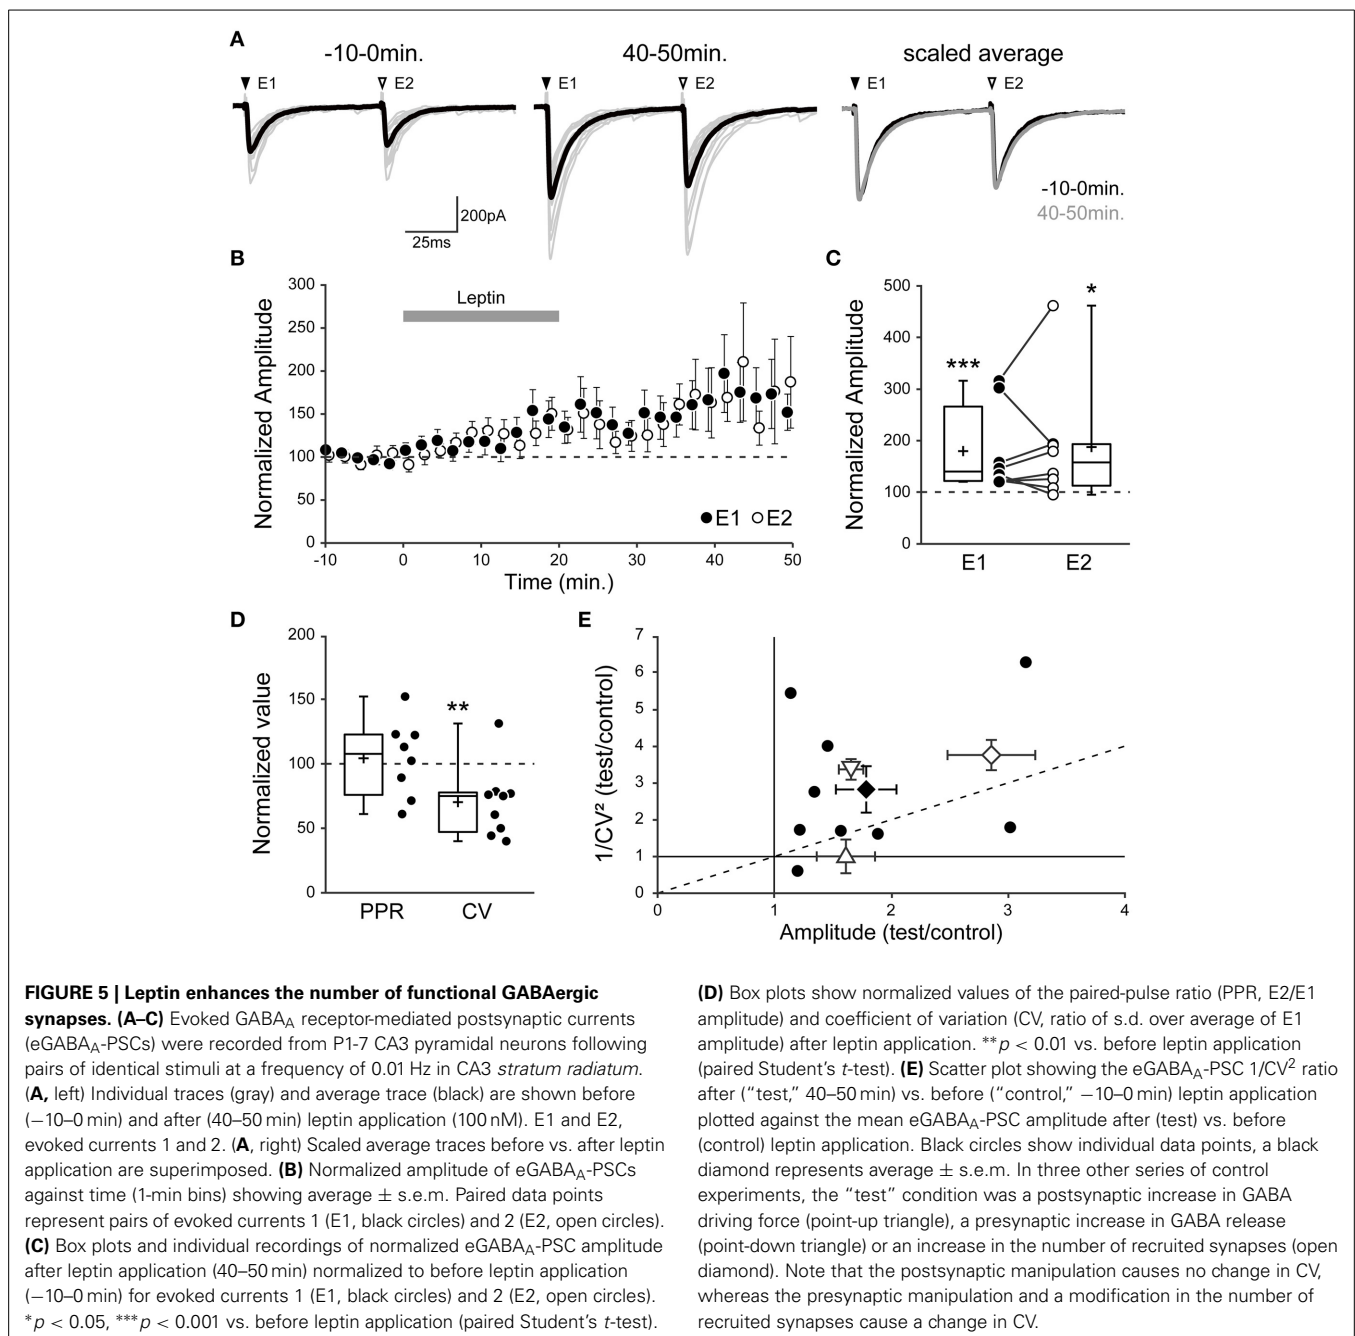 A
-10-0min.
40-50min.
scaled average
E1
E2
E1
E2
E1
E2
200pA
25ms
-10-0min.
40-50min.
B
Normalized Amplitude
300
250
200
150
100
50
0
Leptin
E1 E2
-10
0
10
20
30
40
50
Time (min.)
C
Normalized Amplitude
500
400
300
200
100
0
***
*
E1
E2
D
Normalized value
200
150
100
50
0
**
PPR
CV
E
1/CV² (test/control)
7
6
5
4
3
2
1
0
0
1
2
3
4
Amplitude (test/control)
FIGURE 5 | Leptin enhances the number of functional GABAergic
synapses. (A–C) Evoked GABAA receptor-mediated postsynaptic currents
(eGABAA-PSCs) were recorded from P1-7 CA3 pyramidal neurons following
pairs of identical stimuli at a frequency of 0.01 Hz in CA3 stratum radiatum.
(A, left) Individual traces (gray) and average trace (black) are shown before
(−10–0 min) and after (40–50 min) leptin application (100 nM). E1 and E2,
evoked currents 1 and 2. (A, right) Scaled average traces before vs. after leptin
application are superimposed. (B) Normalized amplitude of eGABAA-PSCs
against time (1-min bins) showing average ± s.e.m. Paired data points
represent pairs of evoked currents 1 (E1, black circles) and 2 (E2, open circles).
(C) Box plots and individual recordings of normalized eGABAA-PSC amplitude
after leptin application (40–50 min) normalized to before leptin application
(−10–0 min) for evoked currents 1 (E1, black circles) and 2 (E2, open circles).
*p < 0.05, ***p < 0.001 vs. before leptin application (paired Student's t-test).
(D) Box plots show normalized values of the paired-pulse ratio (PPR, E2/E1
amplitude) and coefficient of variation (CV, ratio of s.d. over average of E1
amplitude) after leptin application. **p < 0.01 vs. before leptin application
(paired Student's t-test). (E) Scatter plot showing the eGABAA-PSC 1/CV² ratio
after ("test," 40–50 min) vs. before ("control," −10–0 min) leptin application
plotted against the mean eGABAA-PSC amplitude after (test) vs. before
(control) leptin application. Black circles show individual data points, a black
diamond represents average ± s.e.m. In three other series of control
experiments, the "test" condition was a postsynaptic increase in GABA
driving force (point-up triangle), a presynaptic increase in GABA release
(point-down triangle) or an increase in the number of recruited synapses (open
diamond). Note that the postsynaptic manipulation causes no change in CV,
whereas the presynaptic manipulation and a modification in the number of
recruited synapses cause a change in CV.